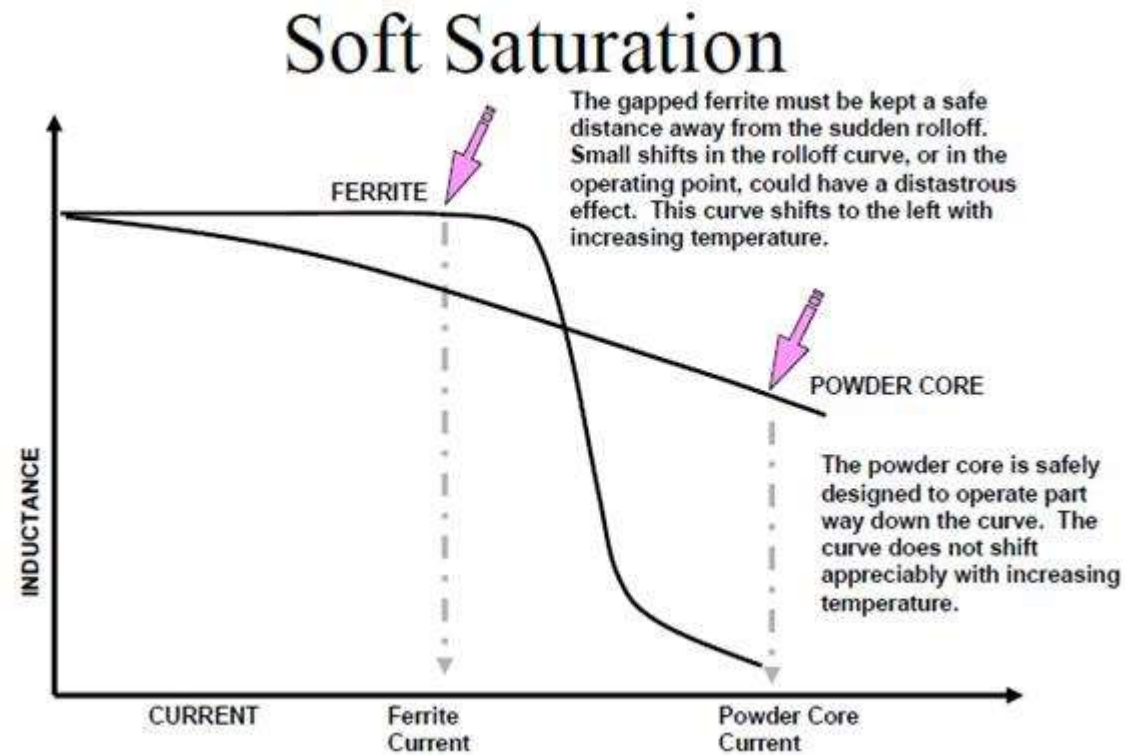 Soft Saturation
The gapped ferrite must be kept a safe
distance away from the sudden rolloff.
Small shifts in the rolloff curve, or in the
operating point, could have a distastrous
effect.  This curve shifts to the left with
increasing temperature.
FERRITE
POWDER CORE
The powder core is safely
designed to operate part
way down the curve.  The
curve does not shift
appreciably with increasing
temperature.
INDUCTANCE
CURRENT
Ferrite
Current
Powder Core
Current